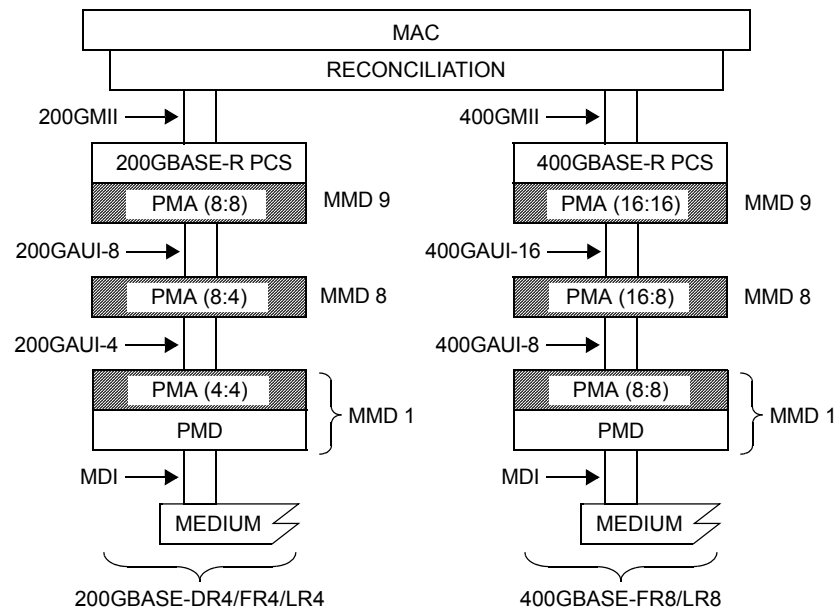 MAC
RECONCILIATION
200GMII
400GMII
200GBASE-R PCS
400GBASE-R PCS
PMA (8:8)
MMD 9
PMA (16:16)
MMD 9
200GAUI-8
400GAUI-16
PMA (8:4)
MMD 8
PMA (16:8)
MMD 8
200GAUI-4
400GAUI-8
PMA (4:4)
PMA (8:8)
MMD 1
MMD 1
PMD
PMD
MDI
MDI
MEDIUM
MEDIUM
200GBASE-DR4/FR4/LR4
400GBASE-FR8/LR8